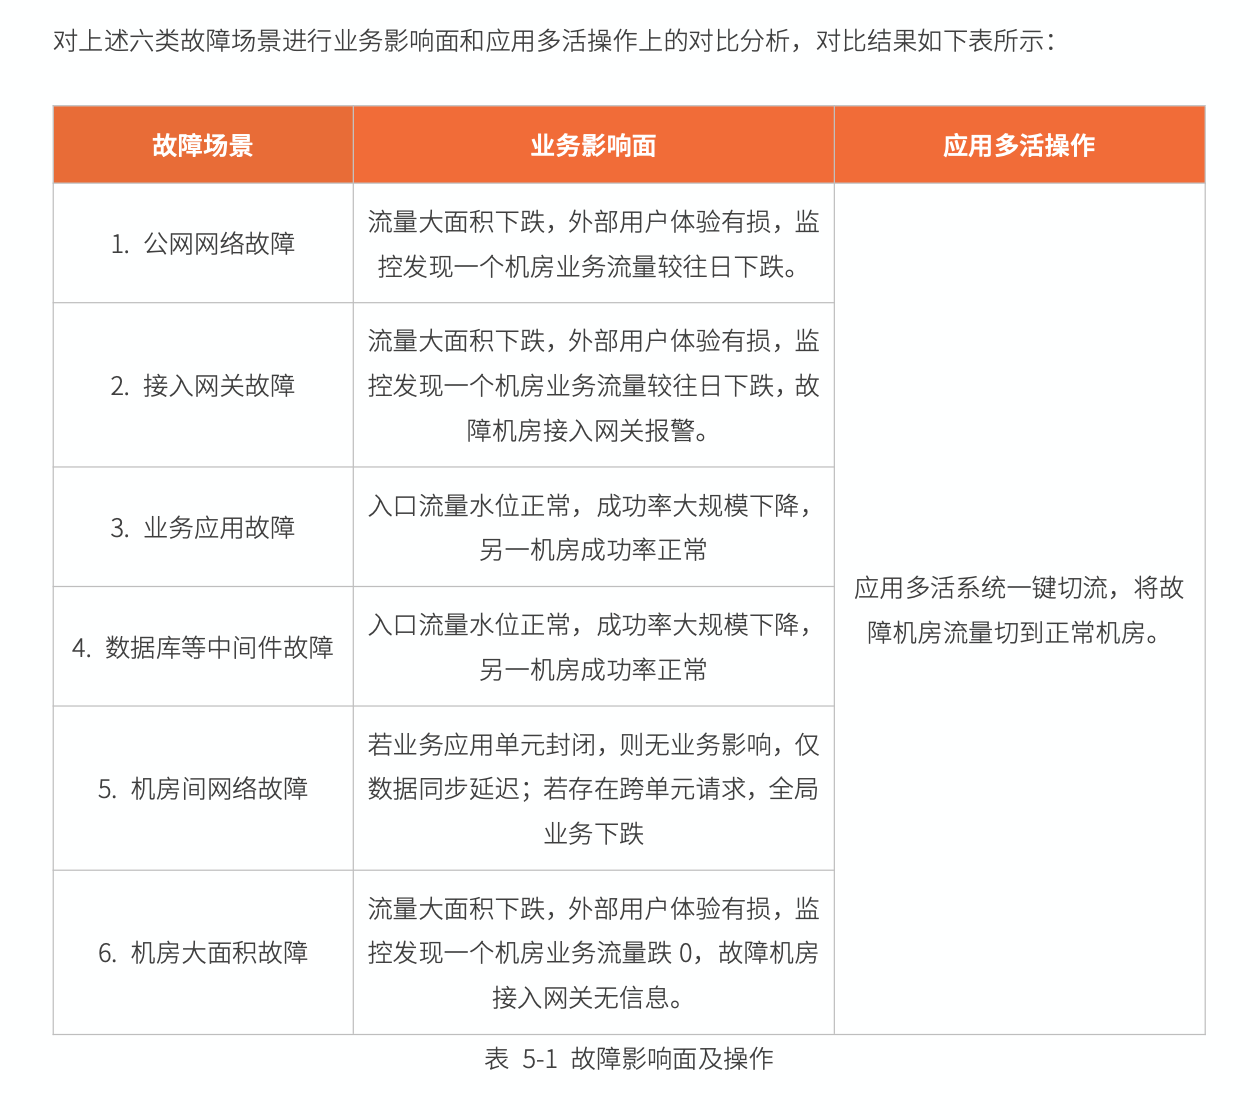 对上述六类故障场景进行业务影响面和应用多活操作上的对比分析，对比结果如下表所示：
故障场景 业务影响面 应用多活操作
1. 公网网络故障
流量大面积下跌，外部用户体验有损，监
控发现一个机房业务流量较往日下跌。
2. 接入网关故障
流量大面积下跌，外部用户体验有损，监
控发现一个机房业务流量较往日下跌，故
障机房接入网关报警。
3. 业务应用故障
入口流量水位正常，成功率大规模下降，
另一机房成功率正常
4. 数据库等中间件故障
入口流量水位正常，成功率大规模下降，
另一机房成功率正常
5. 机房间网络故障
若业务应用单元封闭，则无业务影响，仅
数据同步延迟；若存在跨单元请求，全局
业务下跌
6. 机房大面积故障
流量大面积下跌，外部用户体验有损，监
控发现一个机房业务流量跌 0，故障机房
接入网关无信息。
应用多活系统一键切流，将故
障机房流量切到正常机房。
表 5-1 故障影响面及操作